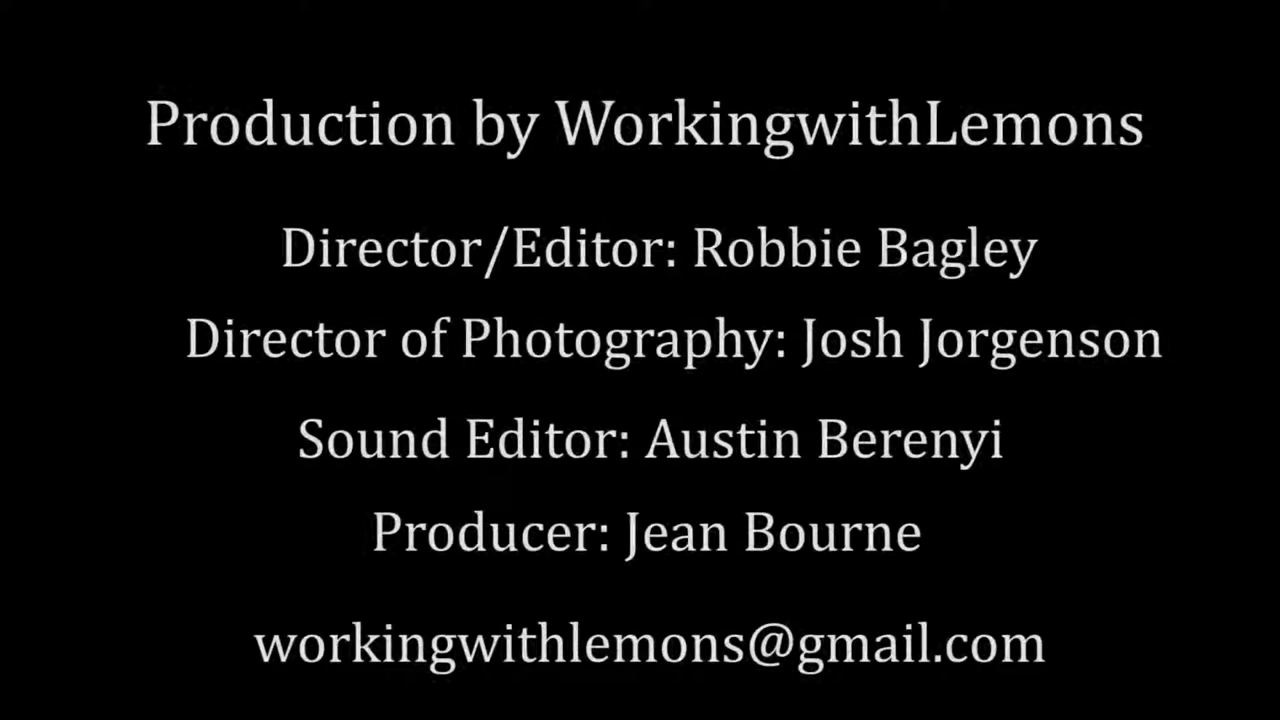 Production by WorkingwithLemons
Director/Editor: Robbie Bagley
Director of Photography: Josh Jorgenson
Sound Editor: Austin Berenyi
Producer: Jean Bourne
workingwithlemons@gmail.com